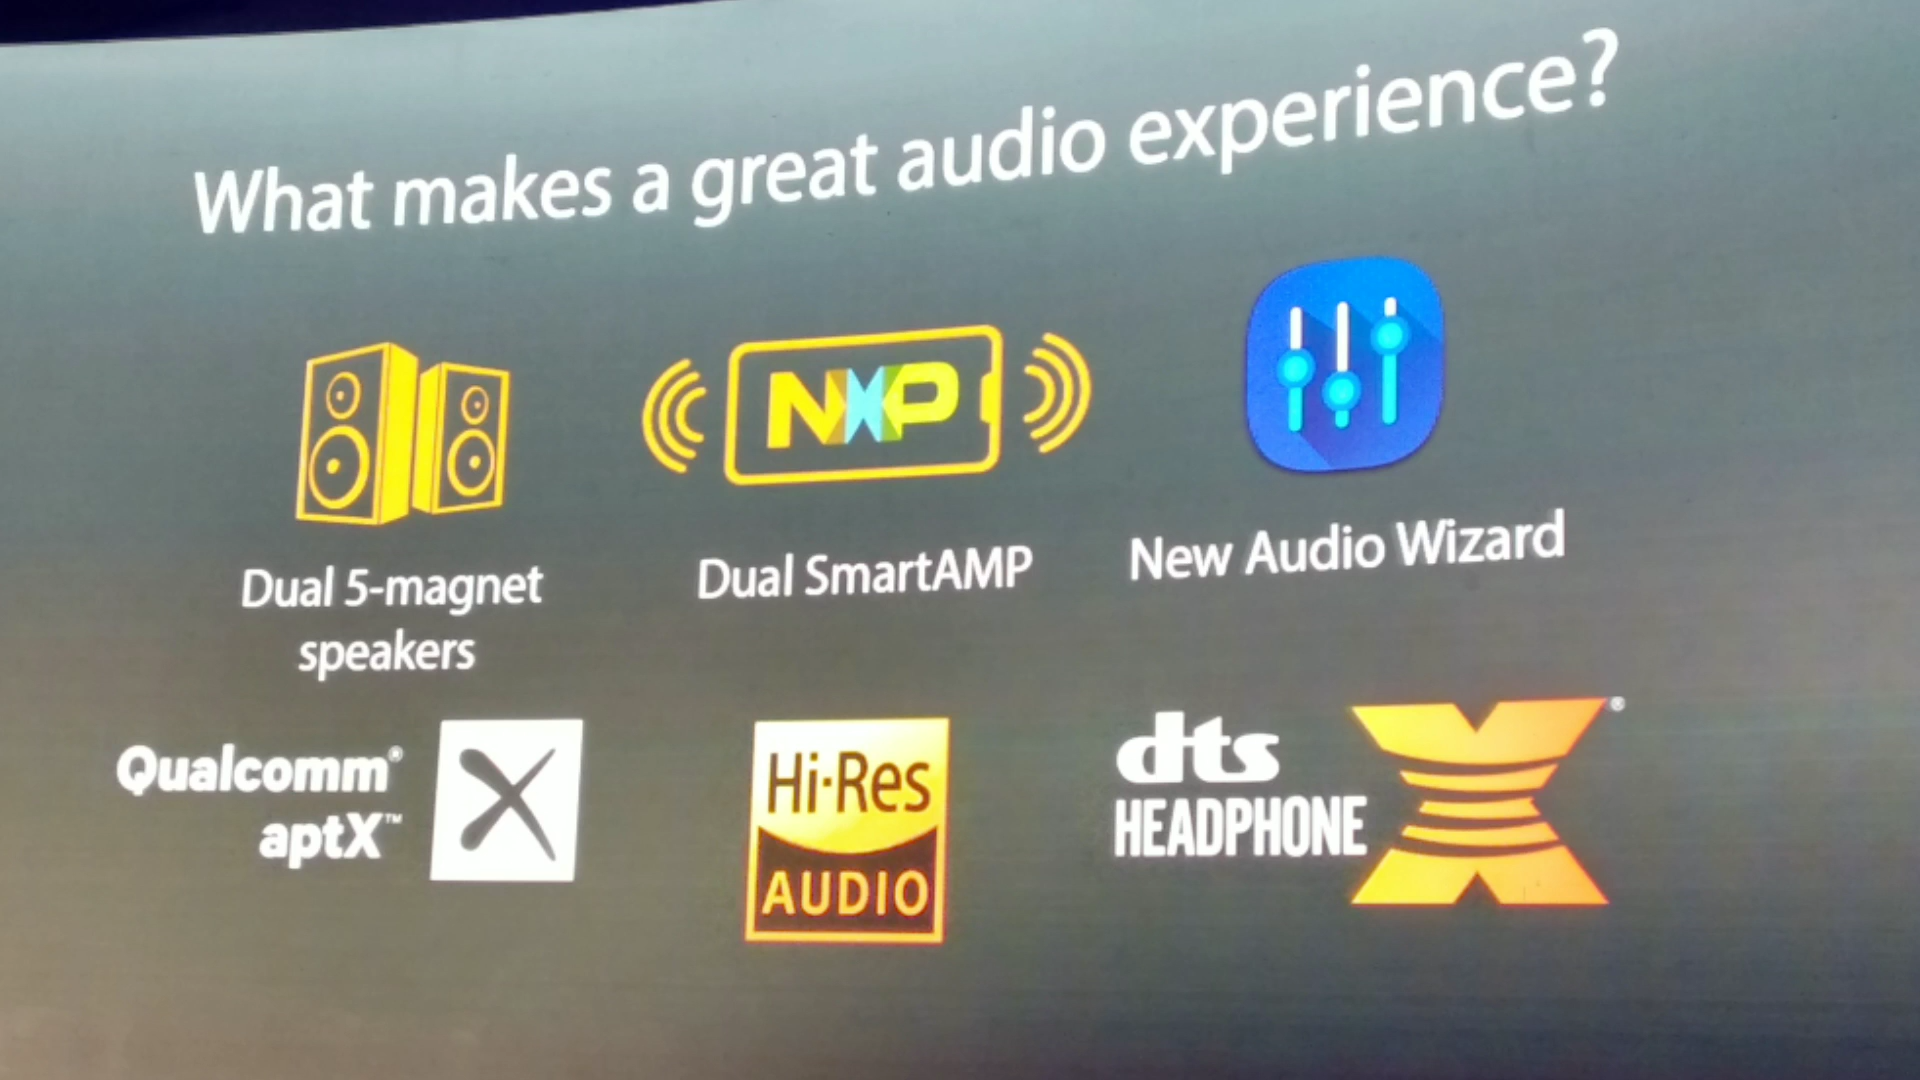 What makes a great audio experience?
NXP
Dual 5-magnet
speakers
Dual SmartAMP
New Audio Wizard
Qualcomm®
aptX™
Hi-Res
AUDIO
dts
HEADPHONE X®